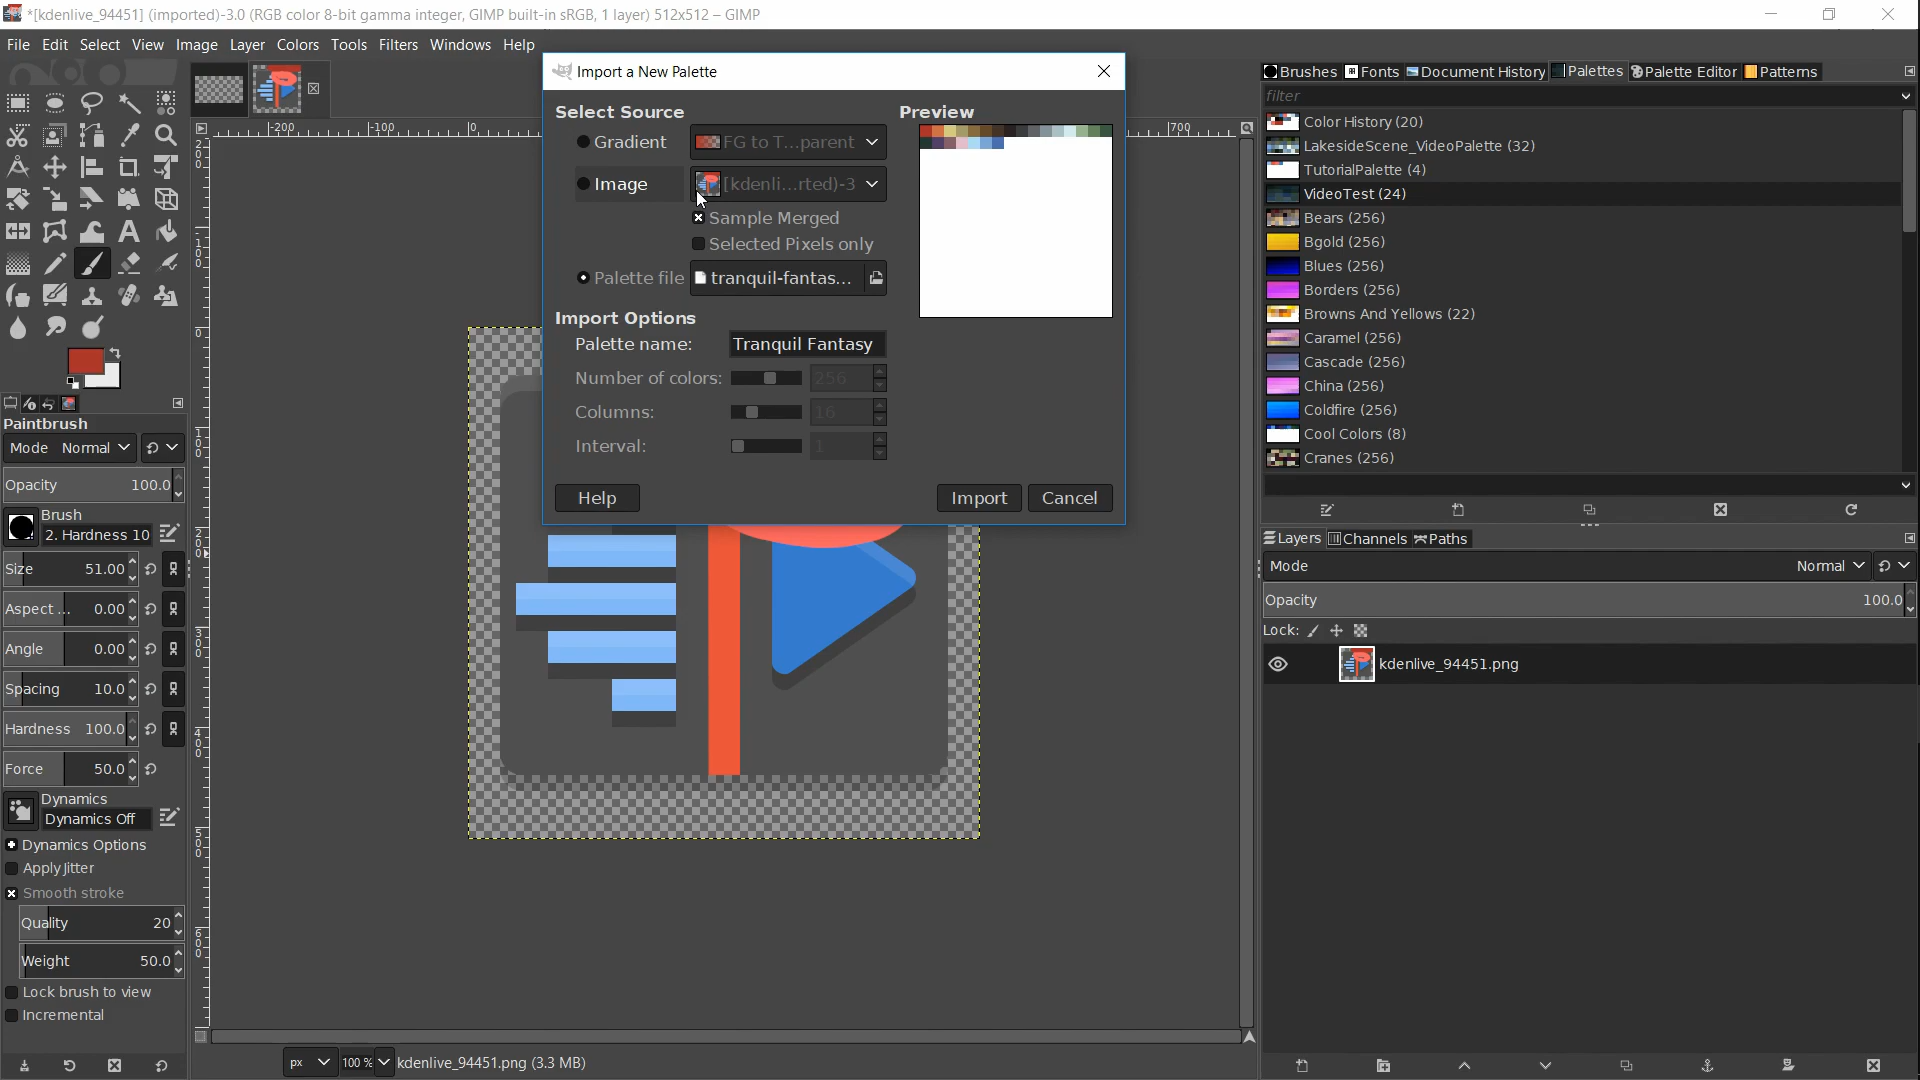 *[kdenlive_94451] (imported)-3.0 (RGB color 8-bit gamma integer, GIMP built-in sRGB, 1 layer) 512x512 – GIMP
File Edit Select View Image Layer Colors Tools Filters Windows Help
Import a New Palette
Select Source
Preview
Gradient
FG to T...parent
Image
[kdenli...rted)-3
Sample Merged
Selected Pixels only
Palette file
tranquil-fantas...
Import Options
Palette name:
Tranquil Fantasy
Number of colors:
256
Columns:
16
Interval:
1
Help
Import
Cancel
-200
-100
0
700
Brushes Fonts Document History Palettes Palette Editor Patterns
filter
Color History (20)
LakesideScene_VideoPalette (32)
TutorialPalette (4)
VideoTest (24)
Bears (256)
Bgold (256)
Blues (256)
Borders (256)
Browns And Yellows (22)
Caramel (256)
Cascade (256)
China (256)
Coldfire (256)
Cool Colors (8)
Cranes (256)
Layers Channels Paths
Mode Normal
Opacity 100.0
Lock:
kdenlive_94451.png
Paintbrush
Mode Normal
Opacity 100.0
Brush
2. Hardness 10
Size 51.00
Aspect ... 0.00
Angle 0.00
Spacing 10.0
Hardness 100.0
Force 50.0
Dynamics
Dynamics Off
Dynamics Options
Apply Jitter
Smooth stroke
Quality 20
Weight 50.0
Lock brush to view
Incremental
px 100 % kdenlive_94451.png (3.3 MB)